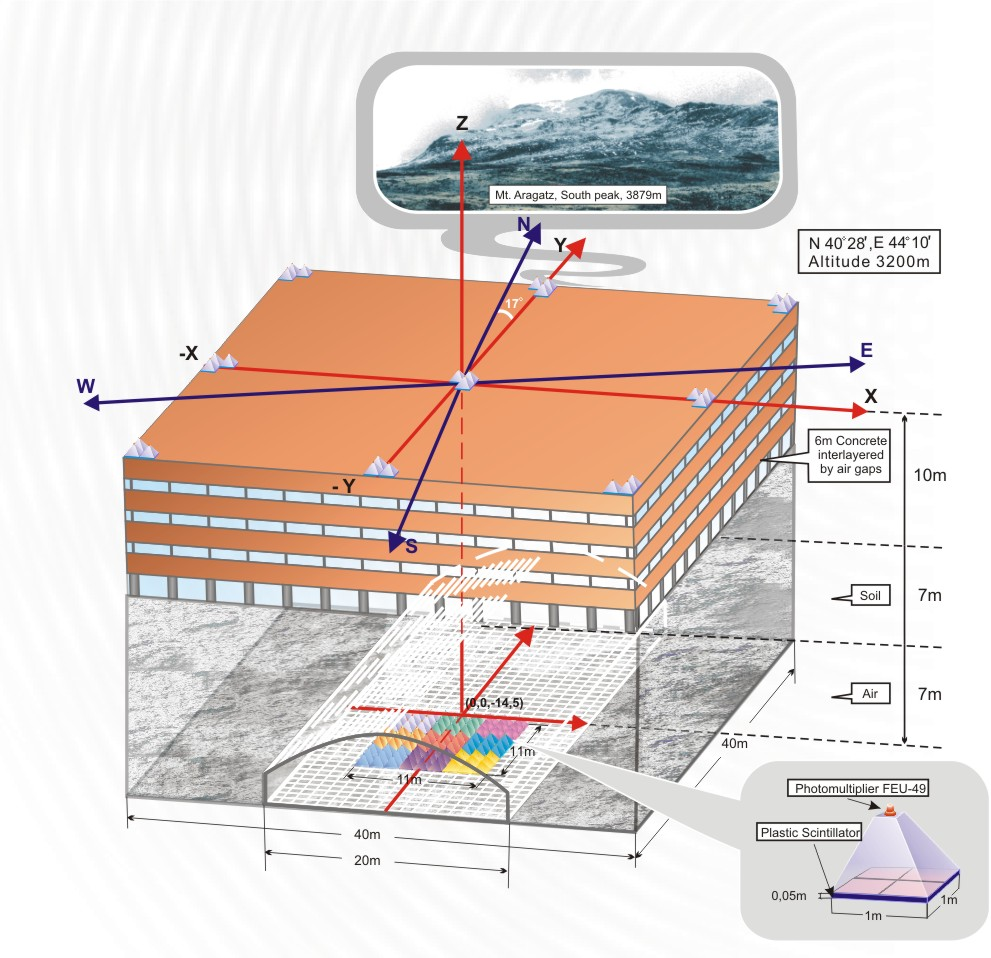 Z
Mt. Aragatz, South peak, 3879m
N
Y
N 40°28′,E 44°10′
Altitude 3200m
17°
-X
E
W
X
6m Concrete
interlayered
by air gaps
10m
- Y
S
Soil
7m
(0,0,-14,5)
Air
7m
11m
11m
40m
40m
20m
Photomultiplier FEU-49
Plastic Scintillator
0,05m
1m
1m